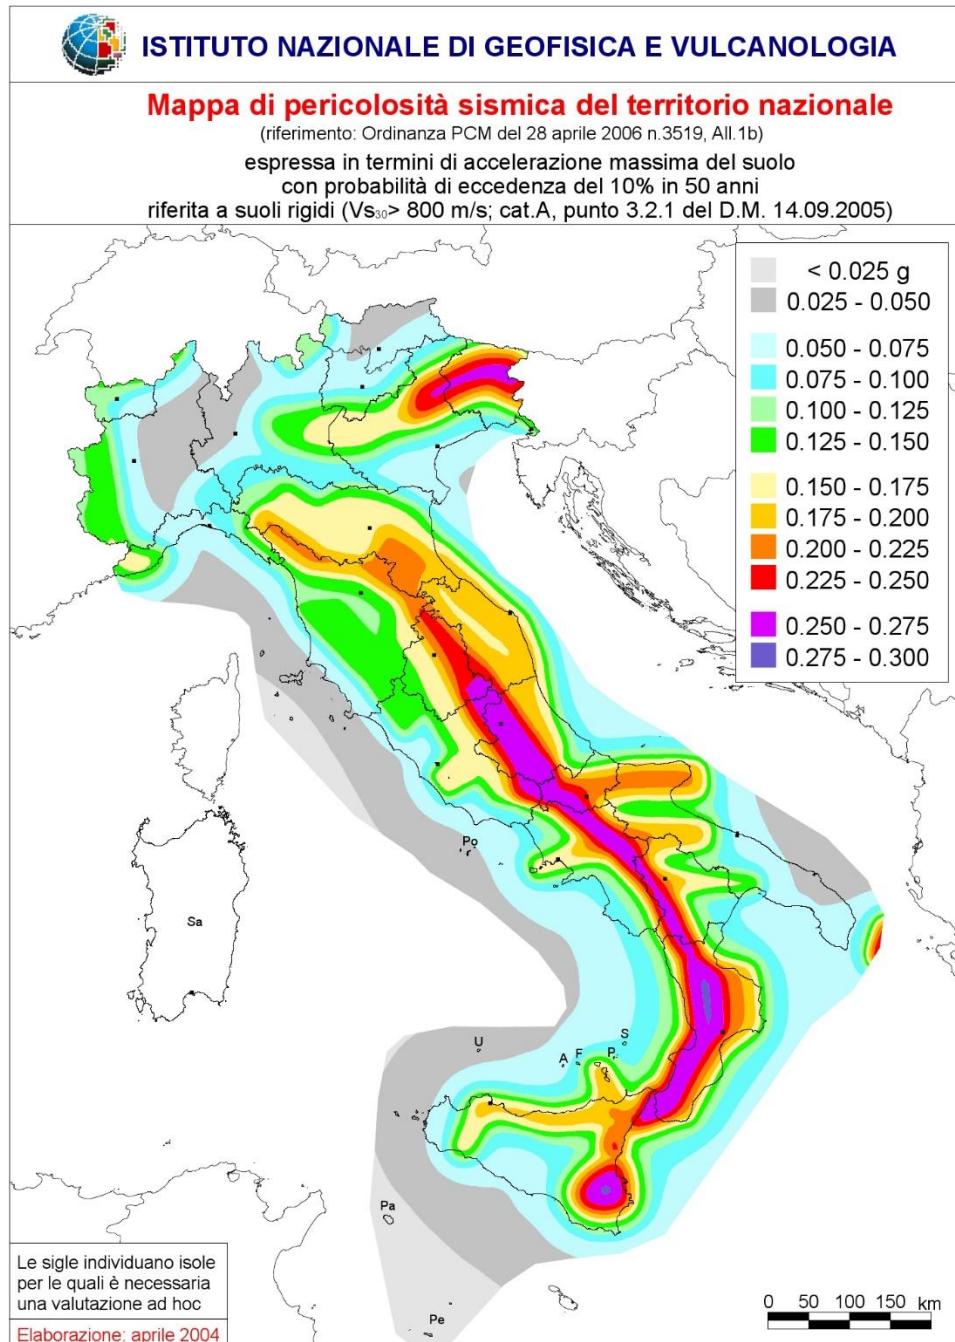 ISTITUTO NAZIONALE DI GEOFISICA E VULCANOLOGIA
Mappa di pericolosità sismica del territorio nazionale
(riferimento: Ordinanza PCM del 28 aprile 2006 n.3519, All.1b)
espressa in termini di accelerazione massima del suolo
con probabilità di eccedenza del 10% in 50 anni
riferita a suoli rigidi (Vs30> 800 m/s; cat.A, punto 3.2.1 del D.M. 14.09.2005)
< 0.025 g
0.025 - 0.050
0.050 - 0.075
0.075 - 0.100
0.100 - 0.125
0.125 - 0.150
0.150 - 0.175
0.175 - 0.200
0.200 - 0.225
0.225 - 0.250
0.250 - 0.275
0.275 - 0.300
Po
Sa
U
S
A F P
Pa
Pe
Le sigle individuano isole
per le quali è necessaria
una valutazione ad hoc
Elaborazione: aprile 2004
0 50 100 150 km